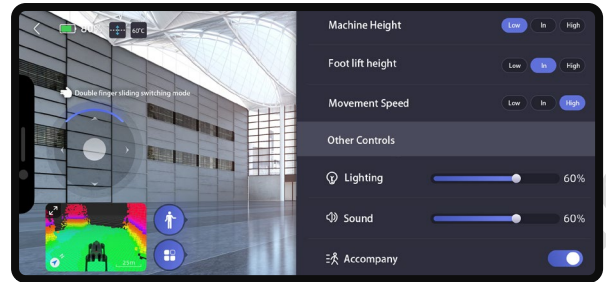 60°C
Double finger sliding switching mode
25m
Machine Height
Low In High
Foot lift height
Low In High
Movement Speed
Low In High
Other Controls
Lighting
60%
Sound
60%
Accompany